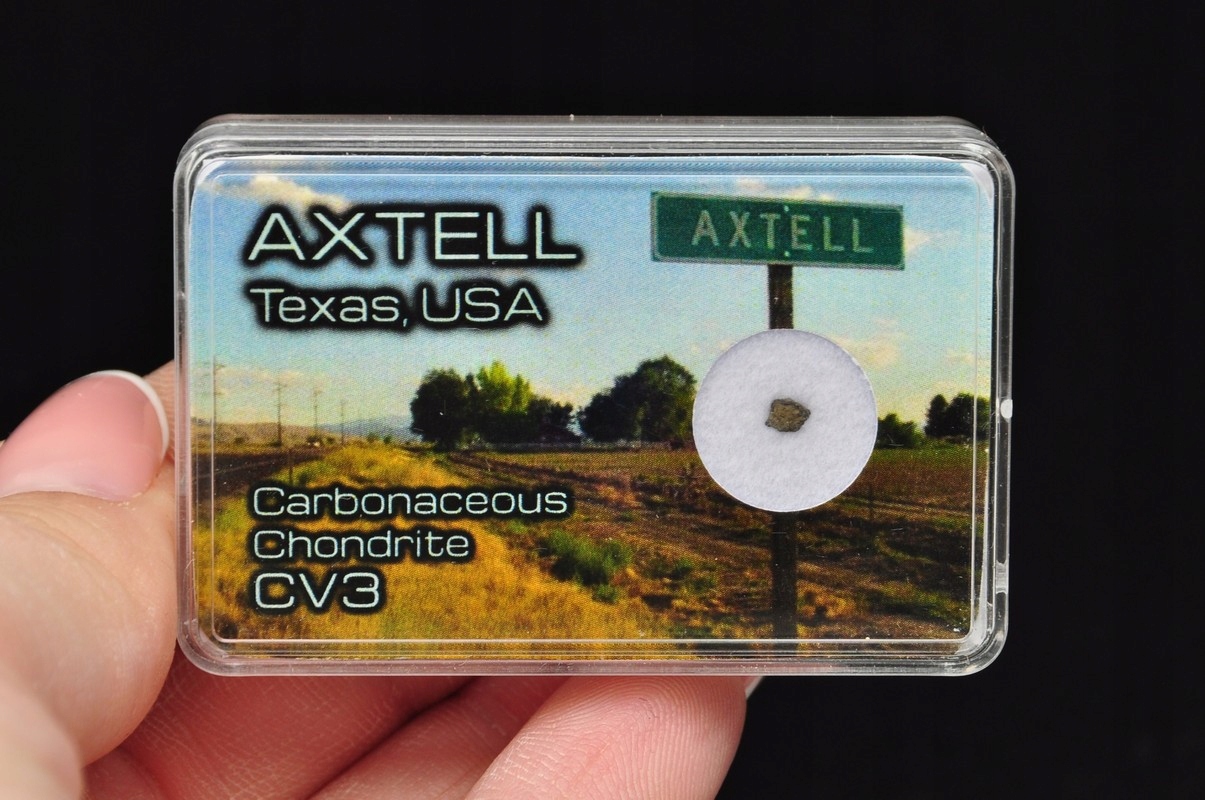 AXTELL
Texas, USA
AXTELL
Carbonaceous
Chondrite
CV3